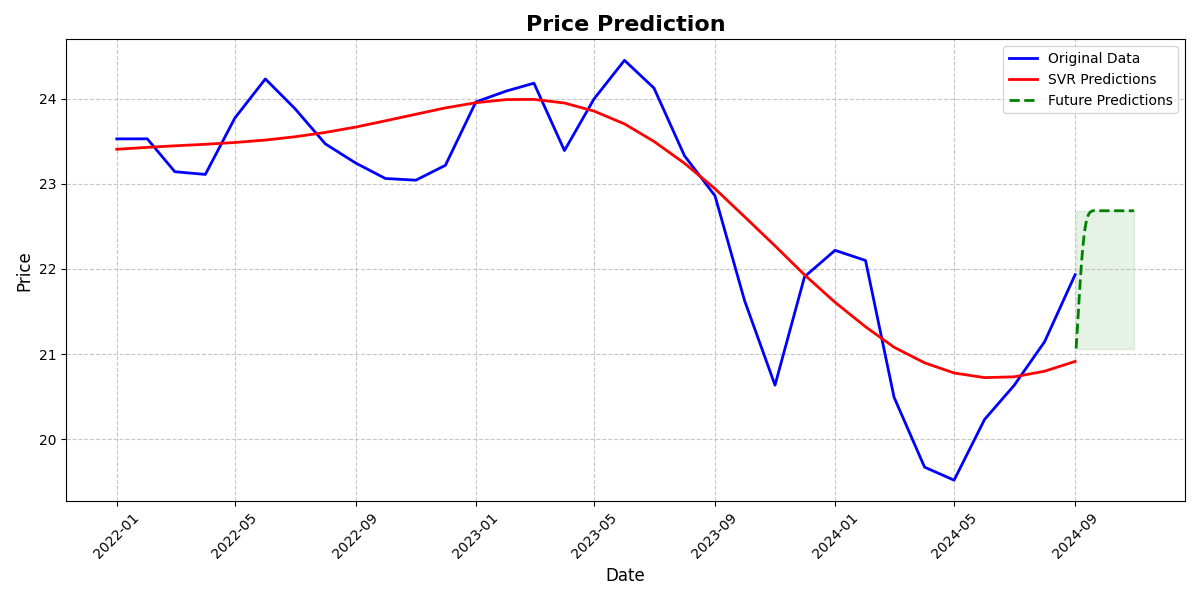 Price Prediction
Original Data
SVR Predictions
Future Predictions
Price
24
23
22
21
20
2022-01
2022-05
2022-09
2023-01
2023-05
2023-09
2024-01
2024-05
2024-09
Date